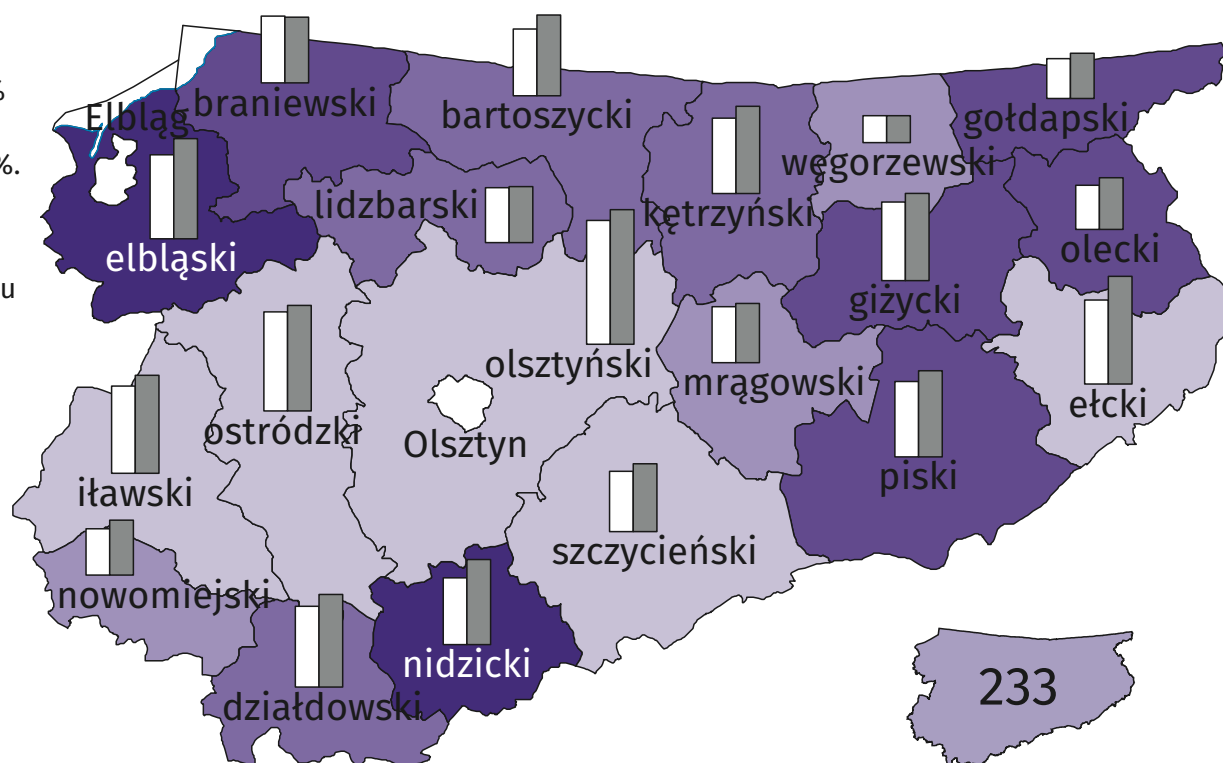 %
%.
u
Elbląg
braniewski
bartoszycki
gołdapski
węgorzewski
lidzbarski
kętrzyński
olecki
elbląski
giżycki
olsztyński
mrągowski
ełcki
ostródzki
Olsztyn
piski
iławski
szczycieński
nowomiejski
nidzicki
233
działdowski